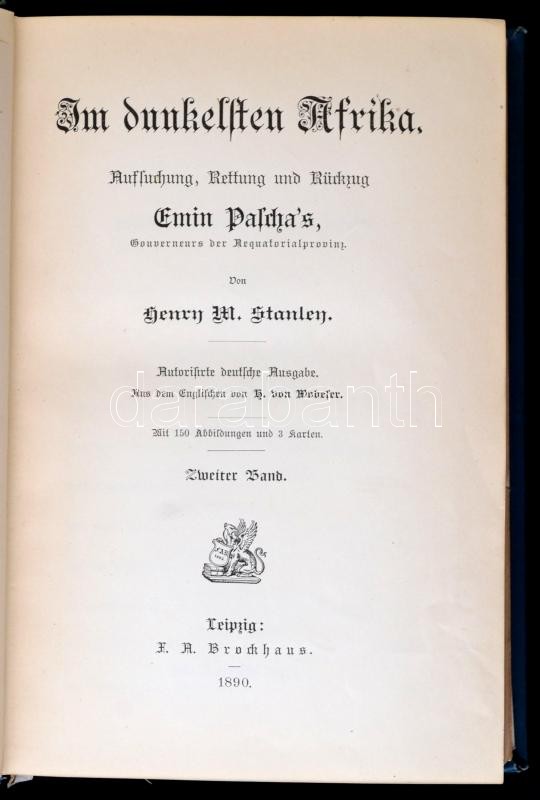 Im dunkelsten Afrika.
Aufsuchung, Rettung und Rückzug
Emin Pascha's,
Gouverneurs der Aequatorialprovinz.
Von
Henry M. Stanley.
Autorisirte deutsche Ausgabe.
Aus dem Englischen von H. von Wobeser.
Mit 150 Abbildungen und 3 Karten.
Zweiter Band.
Leipzig:
F. A. Brockhaus.
1890.
darabanth